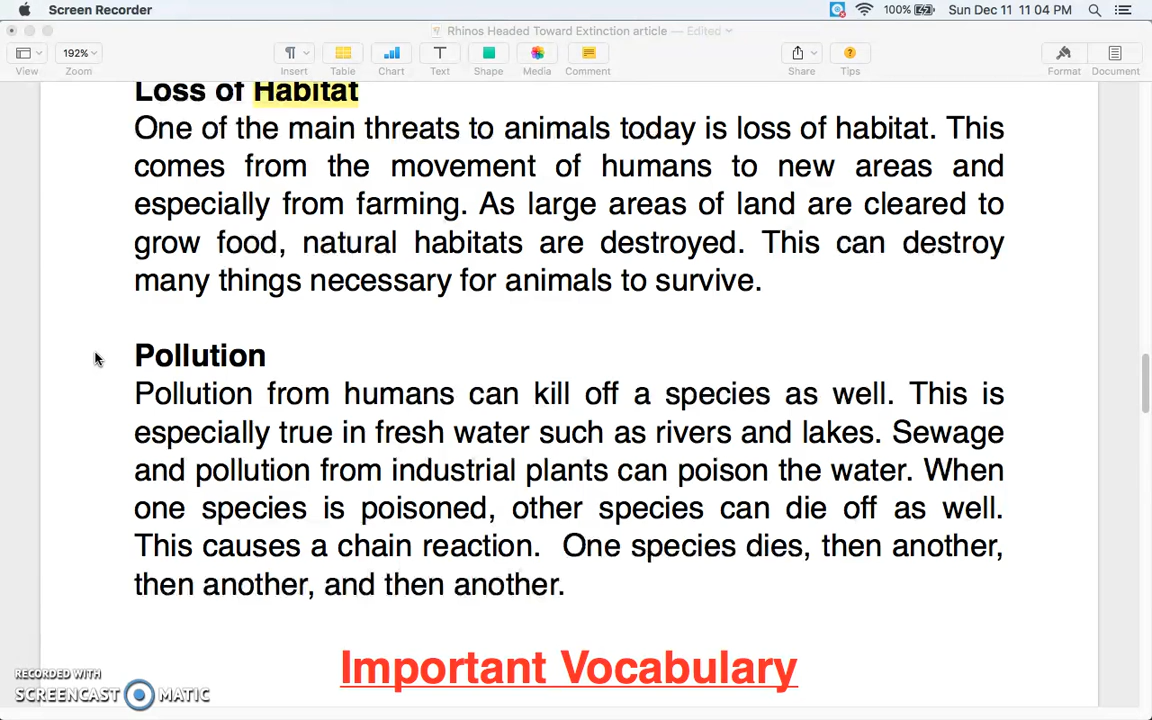 Screen Recorder
100%
Sun Dec 11 11:04 PM
Rhinos Headed Toward Extinction article — Edited
192%
View
Zoom
Insert
Table
Chart
Text
Shape
Media
Comment
Share
Tips
Format
Document
Loss of Habitat
One of the main threats to animals today is loss of habitat. This
comes from the movement of humans to new areas and
especially from farming. As large areas of land are cleared to
grow food, natural habitats are destroyed. This can destroy
many things necessary for animals to survive.
Pollution
Pollution from humans can kill off a species as well. This is
especially true in fresh water such as rivers and lakes. Sewage
and pollution from industrial plants can poison the water. When
one species is poisoned, other species can die off as well.
This causes a chain reaction. One species dies, then another,
then another, and then another.
Important Vocabulary
RECORDED WITH
SCREENCAST MATIC